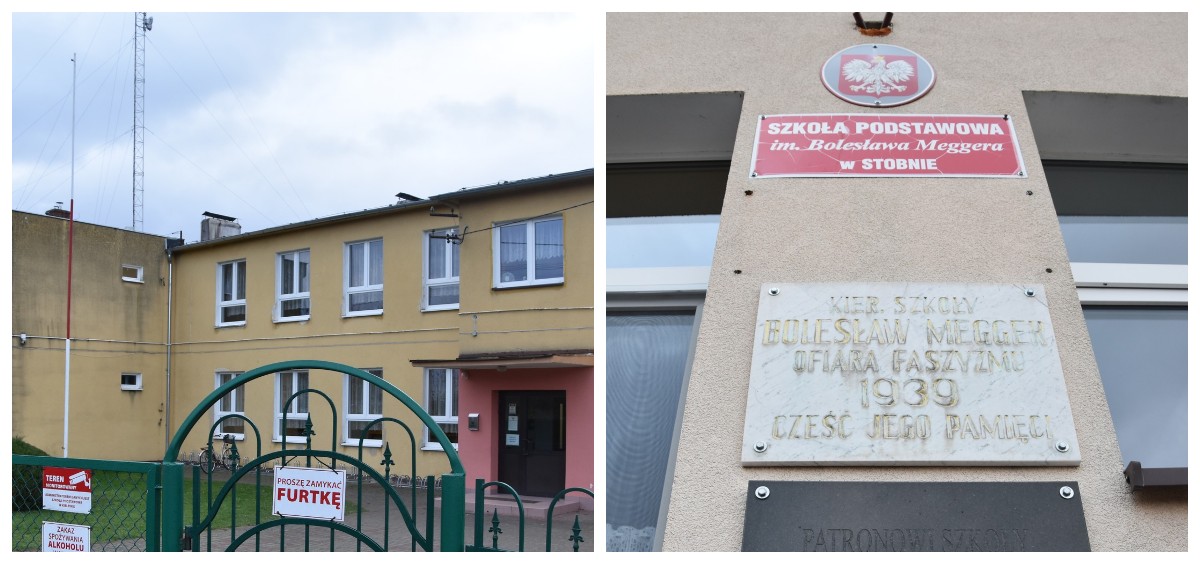 TEREN
MONITOROWANY
ZAKAZ
SPOŻYWANIA
ALKOHOLU
PROSZĘ ZAMYKAĆ
FURTKĘ
SZKOŁA PODSTAWOWA
im. Bolesława Meggera
w STOBNIE
KIER. SZKOŁY
BOLESŁAW MEGGER
OFIARA FASZYZMU
1939
CZEŚĆ JEGO PAMIĘCI
PATRONOWI SZKOŁY